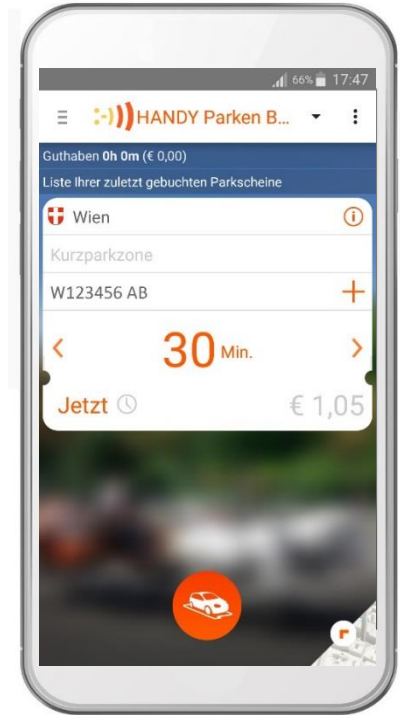 66% 17:47
:-))) HANDY Parken B...
Guthaben 0h 0m (€ 0,00)
Liste Ihrer zuletzt gebuchten Parkscheine
Wien
Kurzparkzone
W123456 AB
30 Min.
Jetzt € 1,05